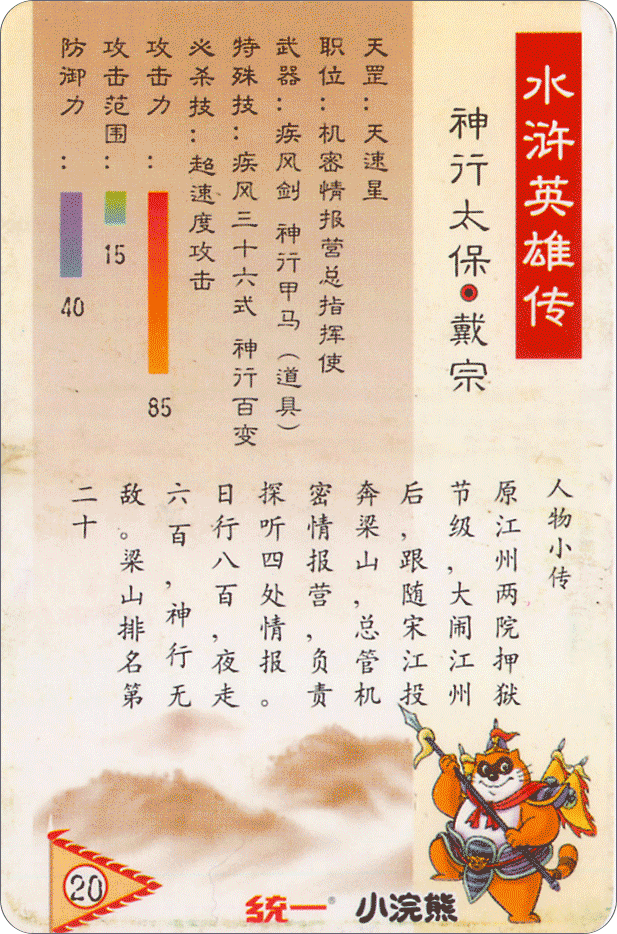 水浒英雄传
神行太保·戴宗
天罡：天速星
职位：机密情报营总指挥使
武器：疾风剑 神行甲马（道具）
特殊技：疾风三十六式 神行百变
必杀技：超速度攻击
攻击力：85
攻击范围：15
防御力：40
人物小传
原江州两院押狱
节级，大闹江州
后，跟随宋江投
奔梁山，总管机
密情报营，负责
探听四处情报。
日行八百，夜走
六百，神行无
敌。梁山排名第
二十
20
统一®
小浣熊